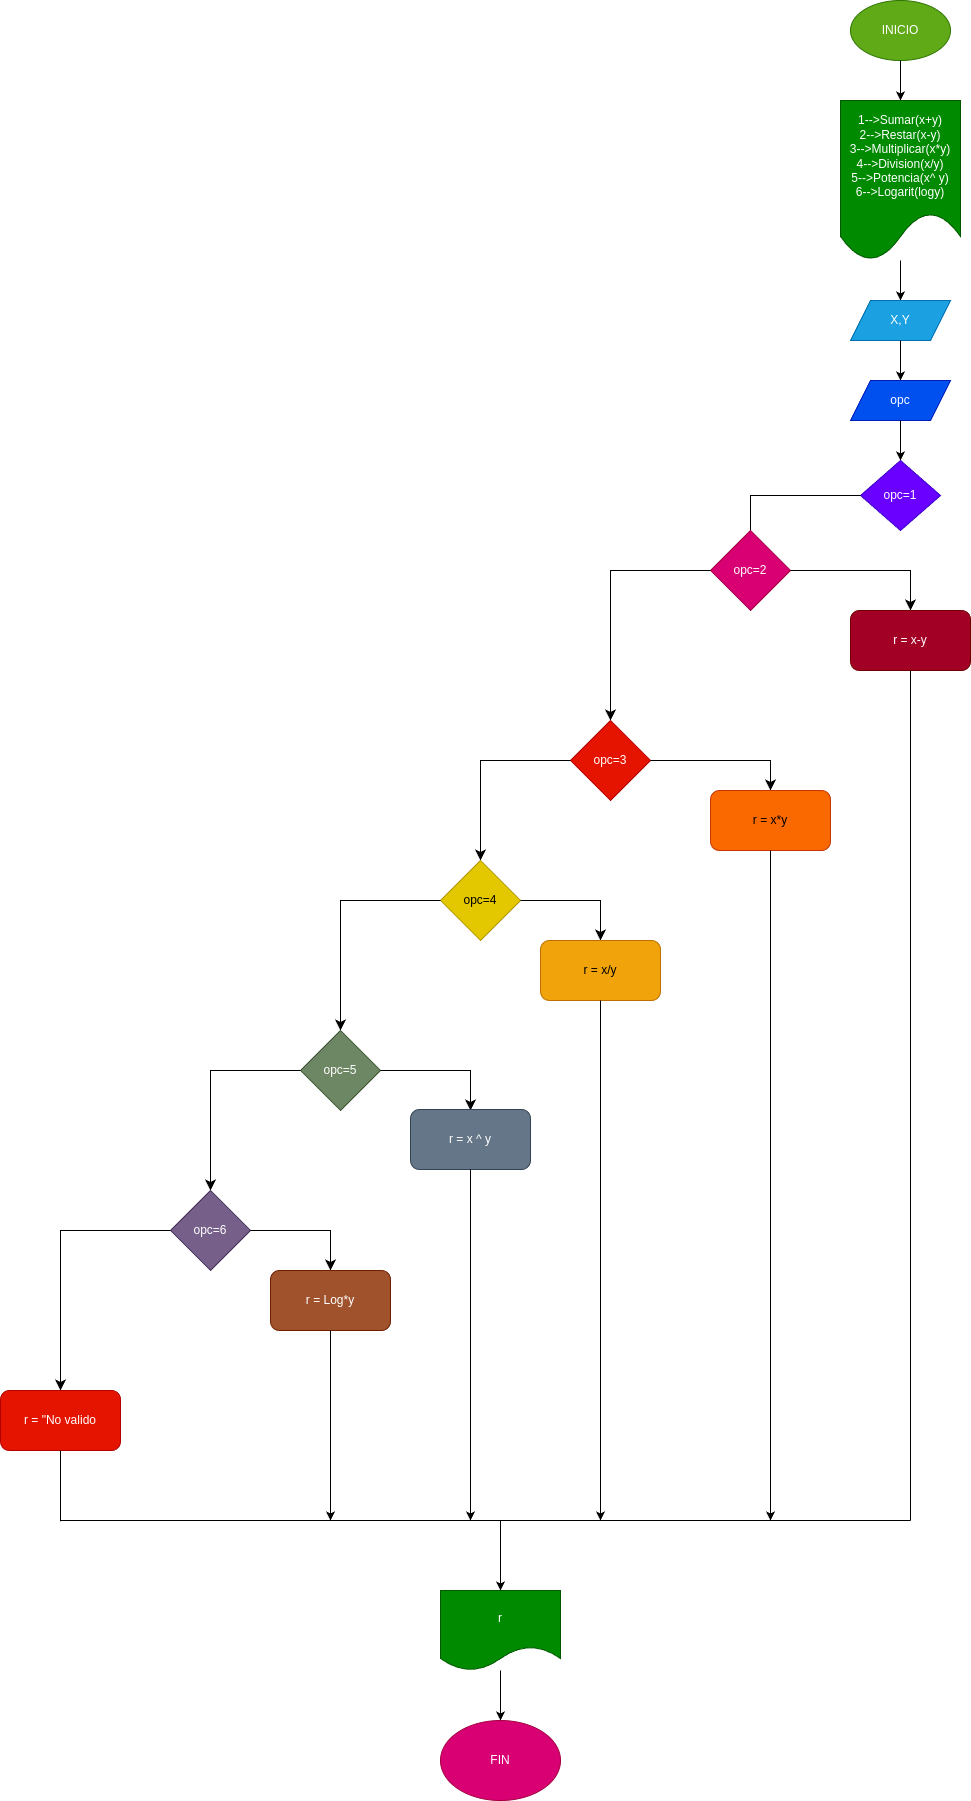 INICIO
1-->Sumar(x+y)
2-->Restar(x-y)
3-->Multiplicar(x*y)
4-->Division(x/y)
5-->Potencia(x^ y)
6-->Logarit(logy)
X,Y
opc
opc=1
opc=2
r = x-y
opc=3
r = x*y
opc=4
r = x/y
opc=5
r = x ^ y
opc=6
r = Log*y
r = "No valido
r
FIN